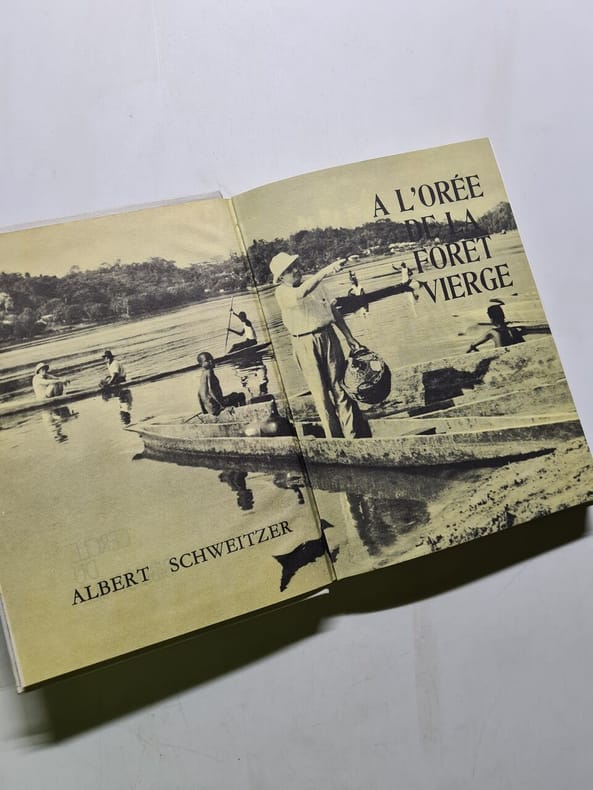 A L'ORÉE
DE LA
FORÊT
VIERGE
ALBERT SCHWEITZER